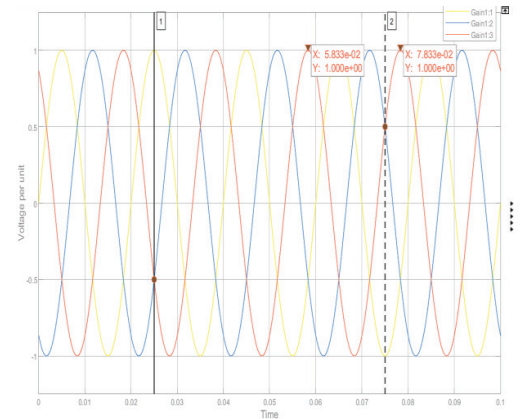 1
2
Gain1:1
Gain1:2
Gain1:3
X: 5.833e-02
Y: 1.000e+00
X: 7.833e-02
Y: 1.000e+00
1
0.5
0
-0.5
-1
Voltage per unit
0
0.01
0.02
0.03
0.04
0.05
0.06
0.07
0.08
0.09
0.1
Time